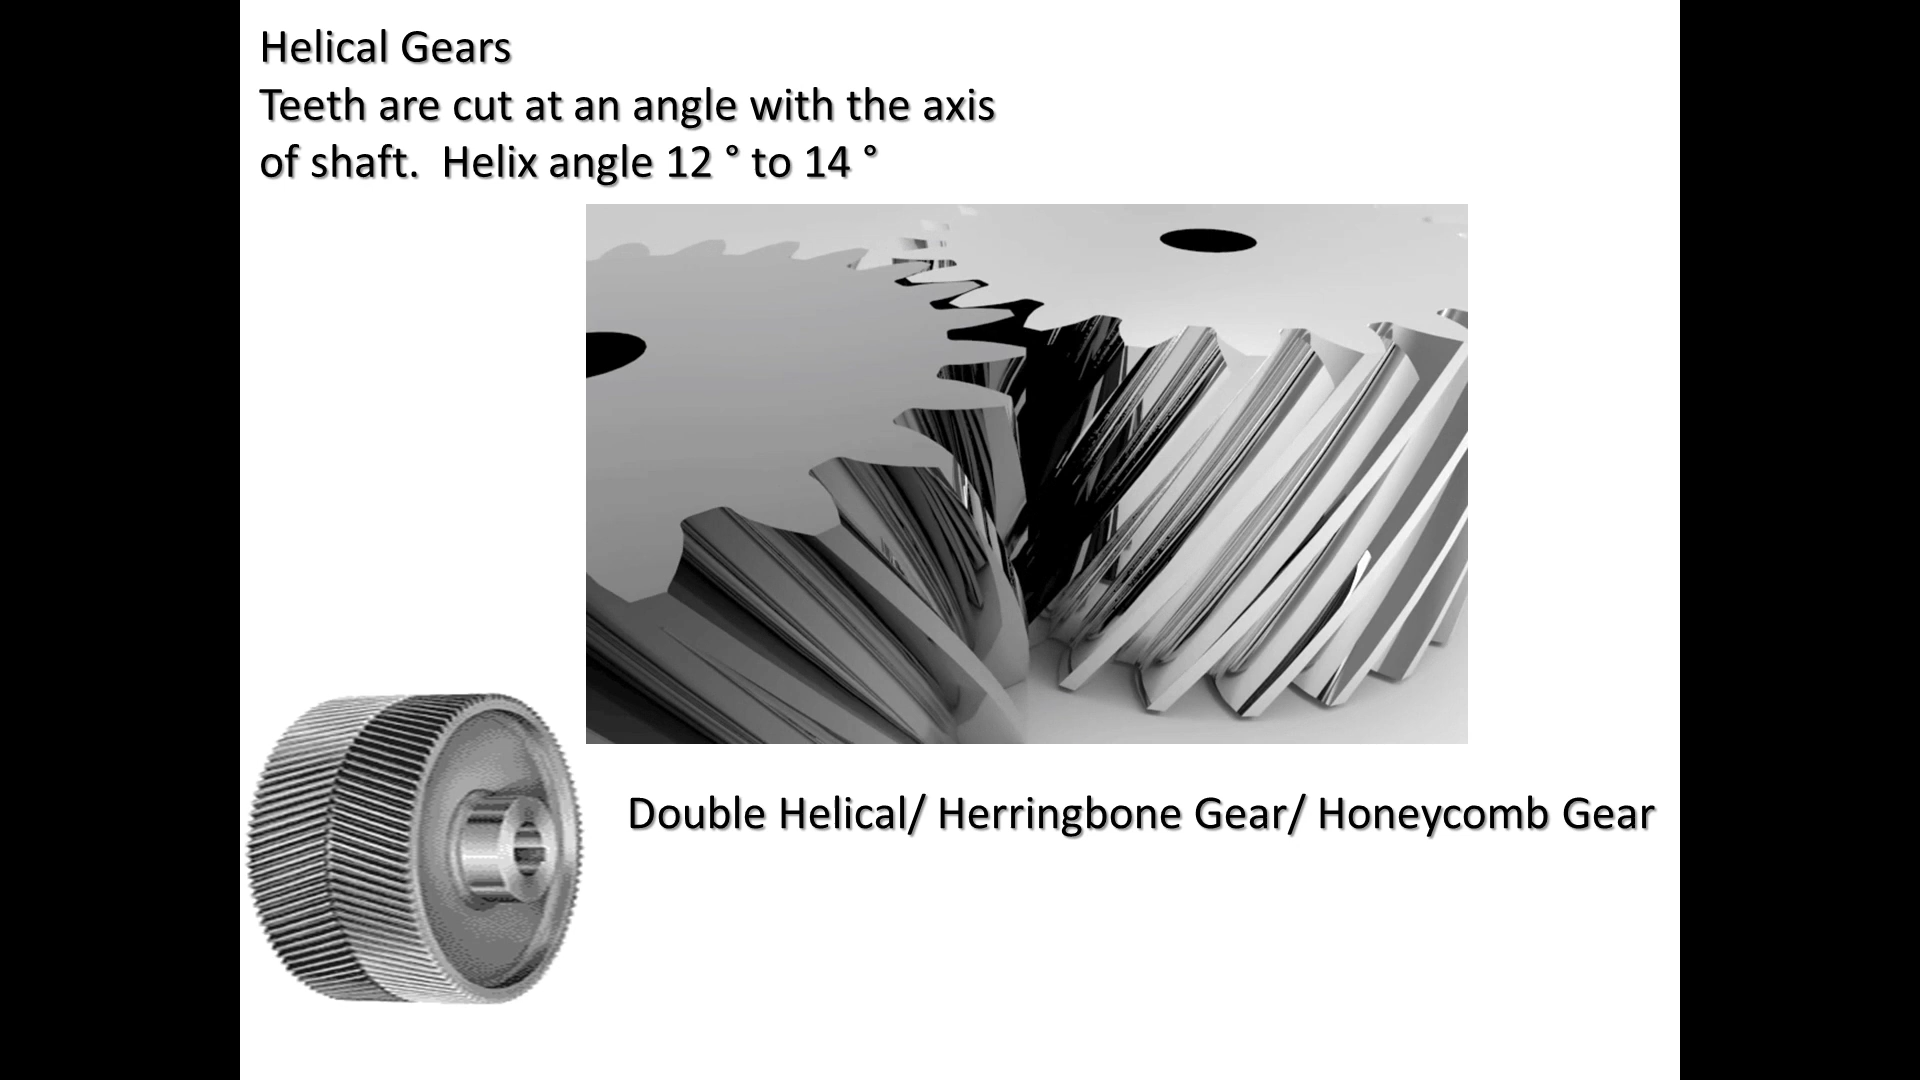 Helical Gears
Teeth are cut at an angle with the axis
of shaft.  Helix angle 12 ° to 14 °
Double Helical/ Herringbone Gear/ Honeycomb Gear